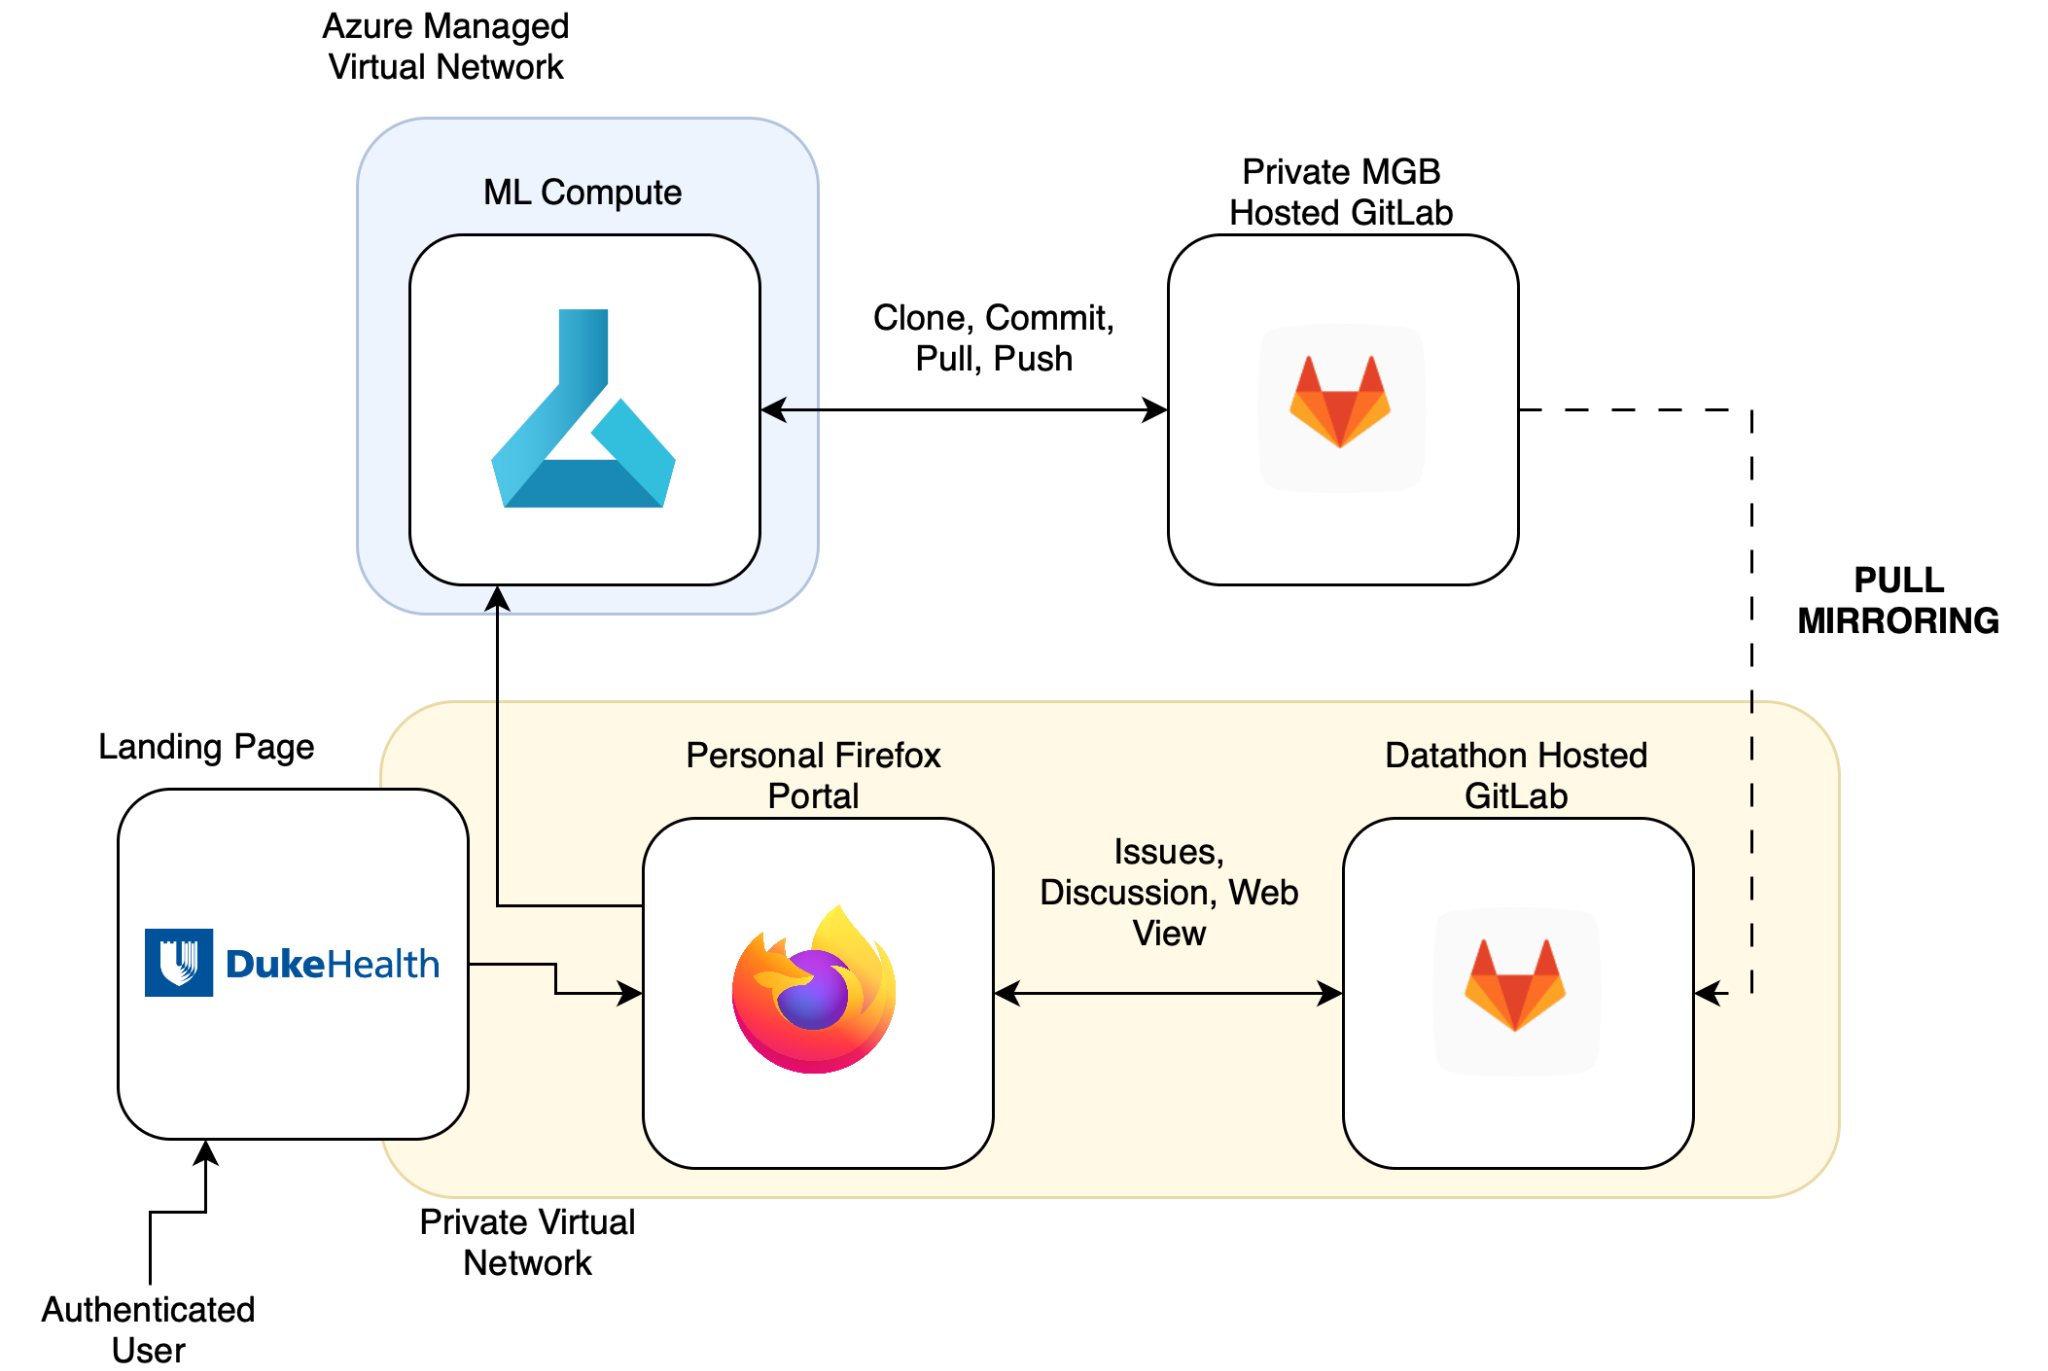 Azure Managed
Virtual Network
ML Compute
Private MGB
Hosted GitLab
Clone, Commit,
Pull, Push
PULL
MIRRORING
Landing Page
Personal Firefox
Portal
Datathon Hosted
GitLab
Issues,
Discussion, Web
View
DukeHealth
Private Virtual
Network
Authenticated
User